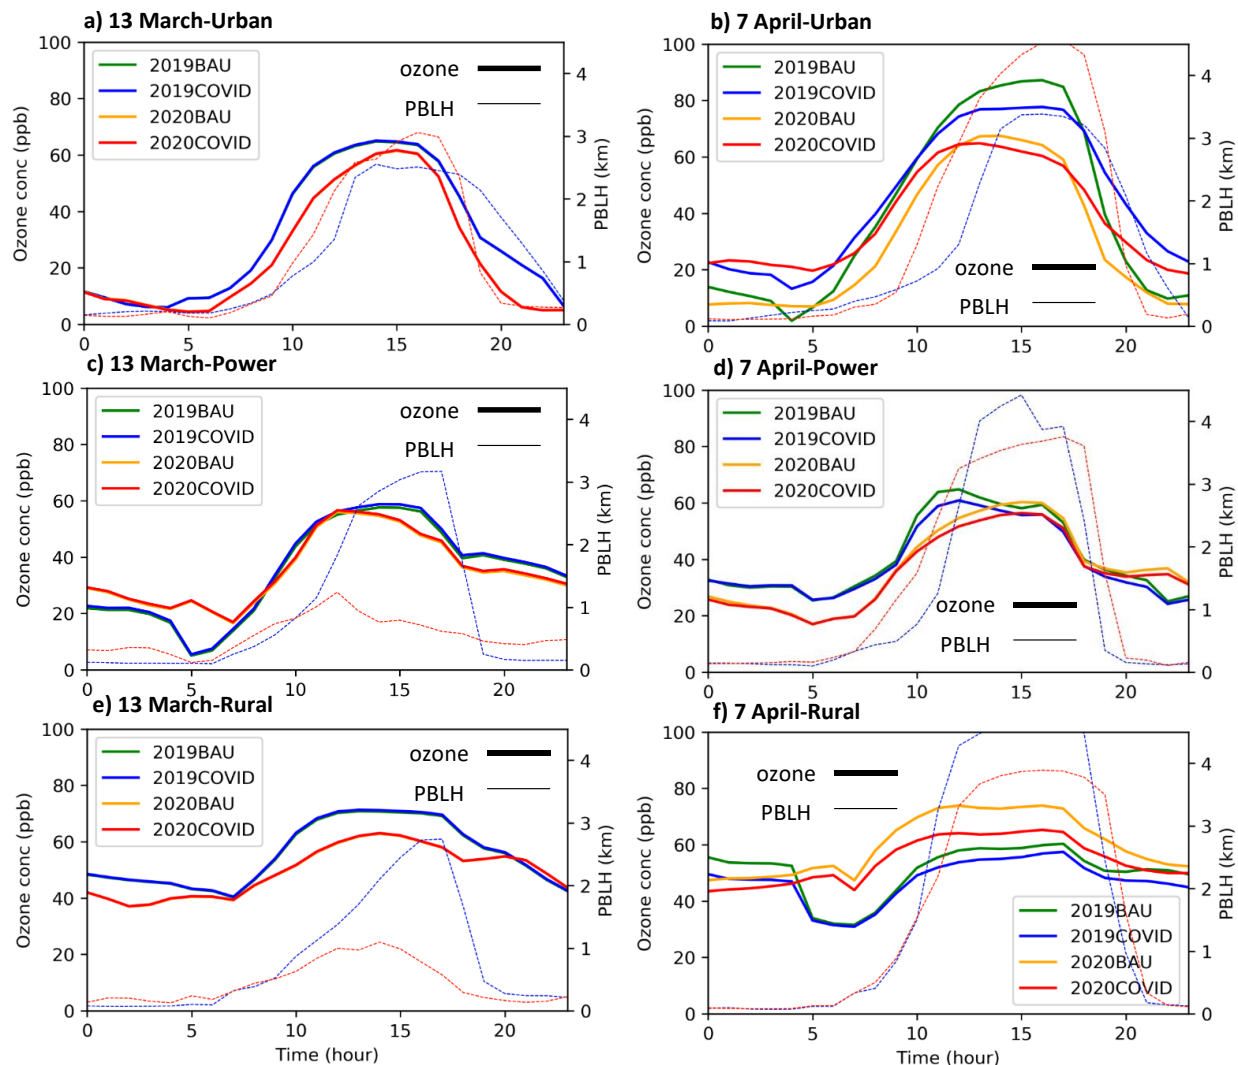 a) 13 March-Urban
100
80
60
40
20
0
Ozone conc (ppb)
2019BAU
2019COVID
2020BAU
2020COVID
ozone
PBLH
4
3
2
1
0
PBLH (km)
0 5 10 15 20
b) 7 April-Urban
100
80
60
40
20
0
Ozone conc (ppb)
2019BAU
2019COVID
2020BAU
2020COVID
ozone
PBLH
4
3
2
1
0
PBLH (km)
0 5 10 15 20
c) 13 March-Power
100
80
60
40
20
0
Ozone conc (ppb)
2019BAU
2019COVID
2020BAU
2020COVID
ozone
PBLH
4
3
2
1
0
PBLH (km)
0 5 10 15 20
d) 7 April-Power
100
80
60
40
20
0
Ozone conc (ppb)
2019BAU
2019COVID
2020BAU
2020COVID
ozone
PBLH
4
3
2
1
0
PBLH (km)
0 5 10 15 20
e) 13 March-Rural
100
80
60
40
20
0
Ozone conc (ppb)
2019BAU
2019COVID
2020BAU
2020COVID
ozone
PBLH
4
3
2
1
0
PBLH (km)
0 5 10 15 20
Time (hour)
f) 7 April-Rural
100
80
60
40
20
0
Ozone conc (ppb)
ozone
PBLH
2019BAU
2019COVID
2020BAU
2020COVID
4
3
2
1
0
PBLH (km)
0 5 10 15 20
Time (hour)